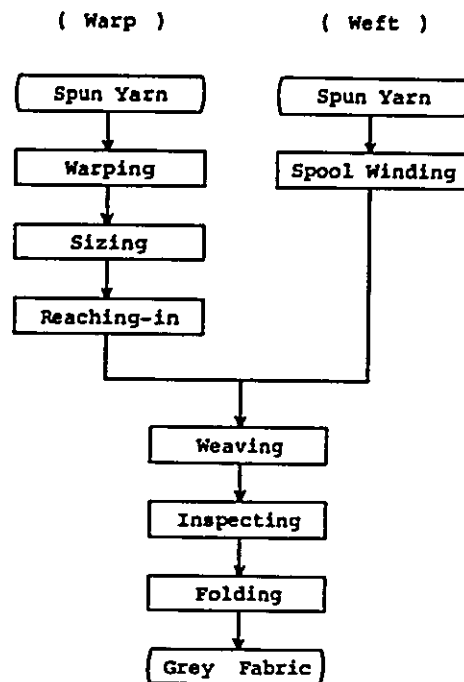 ( Warp ) ( Weft )
Spun Yarn Spun Yarn
Warping Spool Winding
Sizing
Reaching-in
Weaving
Inspecting
Folding
Grey Fabric